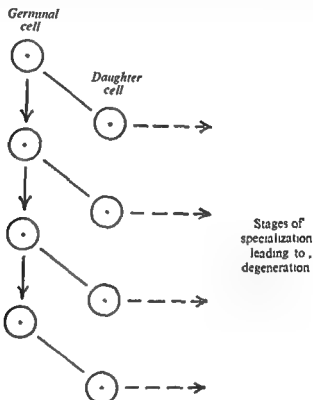 Germinal
cell
Daughter
cell
Stages of
specialization
leading to,
degeneration